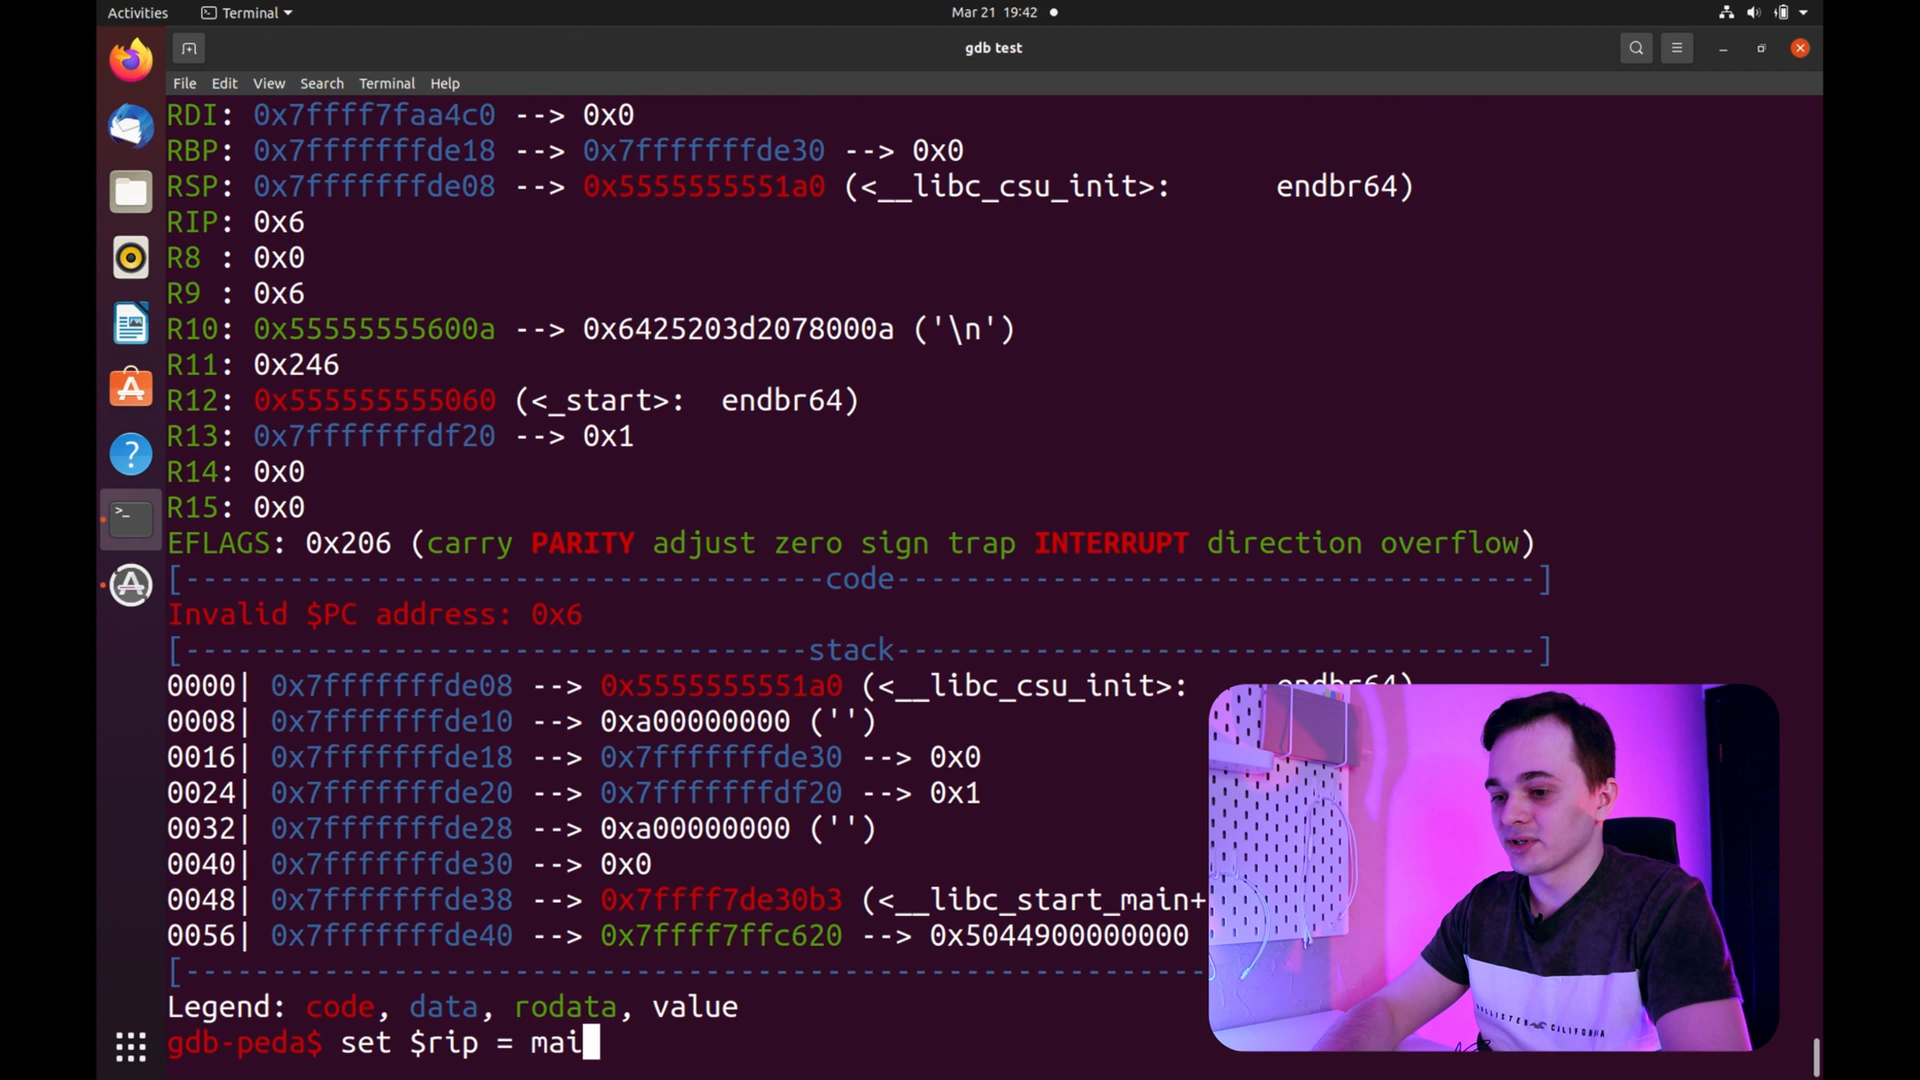 Activities Terminal Mar 21 19:42
gdb test
File Edit View Search Terminal Help
RDI: 0x7ffff7faa4c0 --> 0x0
RBP: 0x7fffffffde18 --> 0x7fffffffde30 --> 0x0
RSP: 0x7fffffffde08 --> 0x5555555551a0 (<__libc_csu_init>: endbr64)
RIP: 0x6
R8 : 0x0
R9 : 0x6
R10: 0x55555555600a --> 0x6425203d2078000a ('\n')
R11: 0x246
R12: 0x555555555060 (<_start>: endbr64)
R13: 0x7fffffffdf20 --> 0x1
R14: 0x0
R15: 0x0
EFLAGS: 0x206 (carry PARITY adjust zero sign trap INTERRUPT direction overflow)
[-------------------------------------code-------------------------------------]
Invalid $PC address: 0x6
[------------------------------------stack-------------------------------------]
0000| 0x7fffffffde08 --> 0x5555555551a0 (<__libc_csu_init>: endbr64)
0008| 0x7fffffffde10 --> 0xa00000000 ('')
0016| 0x7fffffffde18 --> 0x7fffffffde30 --> 0x0
0024| 0x7fffffffde20 --> 0x7fffffffdf20 --> 0x1
0032| 0x7fffffffde28 --> 0xa00000000 ('')
0040| 0x7fffffffde30 --> 0x0
0048| 0x7fffffffde38 --> 0x7ffff7de30b3 (<__libc_start_main+
0056| 0x7fffffffde40 --> 0x7ffff7ffc620 --> 0x5044900000000
[------------------------------------------------------------
Legend: code, data, rodata, value
gdb-peda$ set $rip = mai
CALIFORNIA